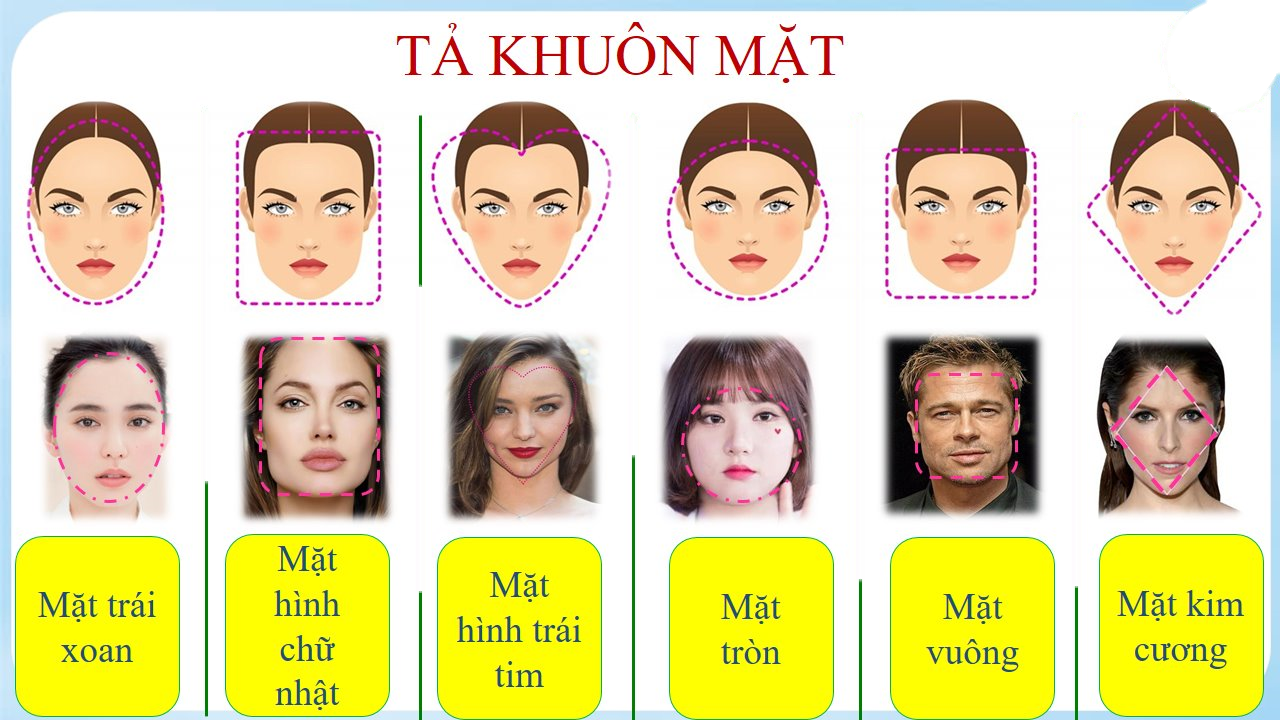 TẢ KHUÔN MẶT
Mặt trái
xoan
Mặt
hình
chữ
nhật
Mặt
hình trái
tim
Mặt
tròn
Mặt
vuông
Mặt kim
cương